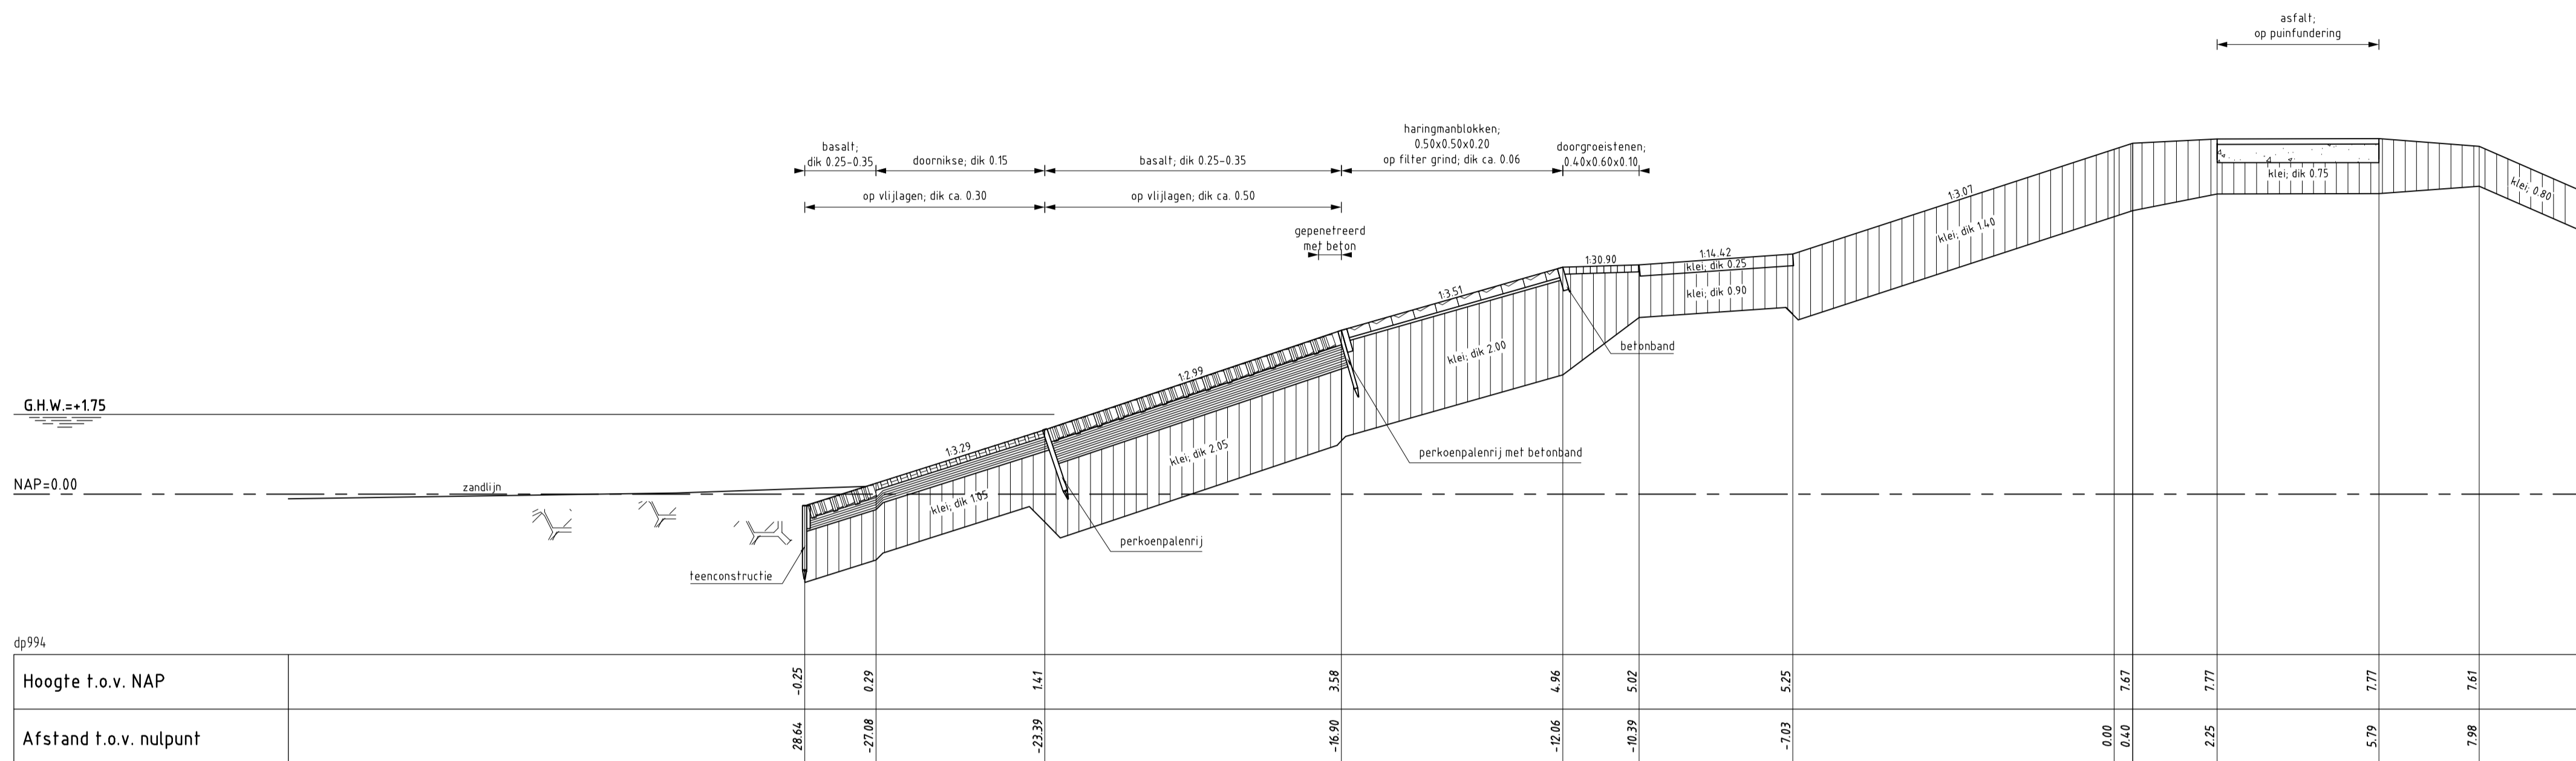 asfalt;
op puinfundering
haringmanblokken;
0.50x0.50x0.20
op filter grind; dik ca. 0.06
basalt;
dik 0.25-0.35
doornikse; dik 0.15
basalt; dik 0.25-0.35
doorgroeistenen;
0.40x0.60x0.10
op vlijlagen; dik ca. 0.30
op vlijlagen; dik ca. 0.50
gepenetreerd
met beton
klei; dik 0.75
klei; 0.80
1:3.07
klei; dik 1.40
1:30.90
1:14.42
klei; dik 0.25
klei; dik 0.90
1:3.51
klei; dik 2.00
betonband
1:2.99
G.H.W.=+1.75
1:3.29
klei; dik 2.05
perkoenpalenrij met betonband
NAP=0.00
zandlijn
klei; dik 1.05
perkoenpalenrij
teenconstructie
dp994
Hoogte t.o.v. NAP
-0.25
0.29
1.41
3.58
4.96
5.02
5.25
7.67
7.77
7.77
7.61
Afstand t.o.v. nulpunt
28.64
-27.08
-23.39
-16.90
-12.06
-10.39
-7.03
0.00
0.40
2.25
5.79
7.98